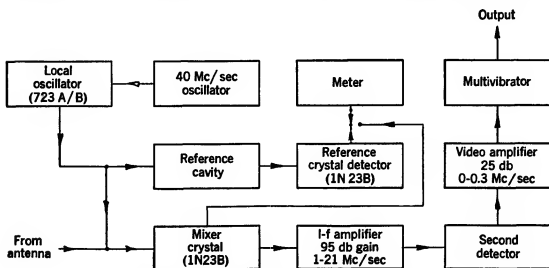 Output
Local
oscillator
(723 A/B)
40 Mc/sec
oscillator
Meter
Multivibrator
Reference
cavity
Reference
crystal detector
(1N 23B)
Video amplifier
25 db
0-0.3 Mc/sec
From
antenna
Mixer
crystal
(1N23B)
I-f amplifier
95 db gain
1-21 Mc/sec
Second
detector